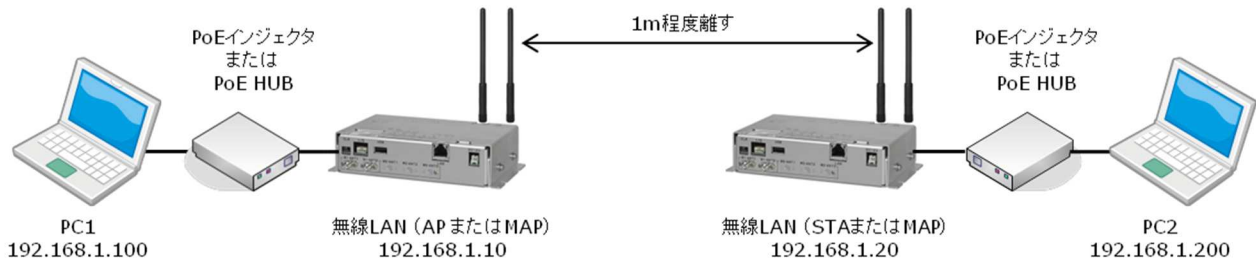 1m程度離す
PoEインジェクタ
または
PoE HUB
PoEインジェクタ
または
PoE HUB
PC1
192.168.1.100
無線LAN（APまたはMAP）
192.168.1.10
無線LAN（STAまたはMAP）
192.168.1.20
PC2
192.168.1.200